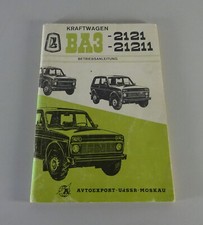 KRAFTWAGEN
ВАЗ-2121
-21211
BETRIEBSANLEITUNG
AVTOEXPORT·UdSSR·MOSKAU